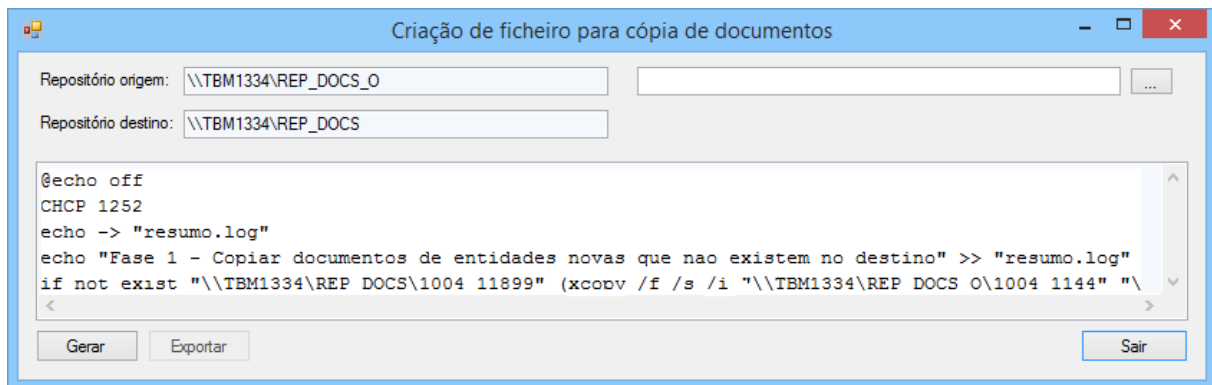 Criação de ficheiro para cópia de documentos
Repositório origem: \\TBM1334\REP_DOCS_O
...
Repositório destino: \\TBM1334\REP_DOCS
@echo off
CHCP 1252
echo -> "resumo.log"
echo "Fase 1 - Copiar documentos de entidades novas que nao existem no destino" >> "resumo.log"
if not exist "\\TBM1334\REP_DOCS\1004_11899" (xcopy /f /s /i "\\TBM1334\REP_DOCS_O\1004_1144" "\
Gerar Exportar Sair